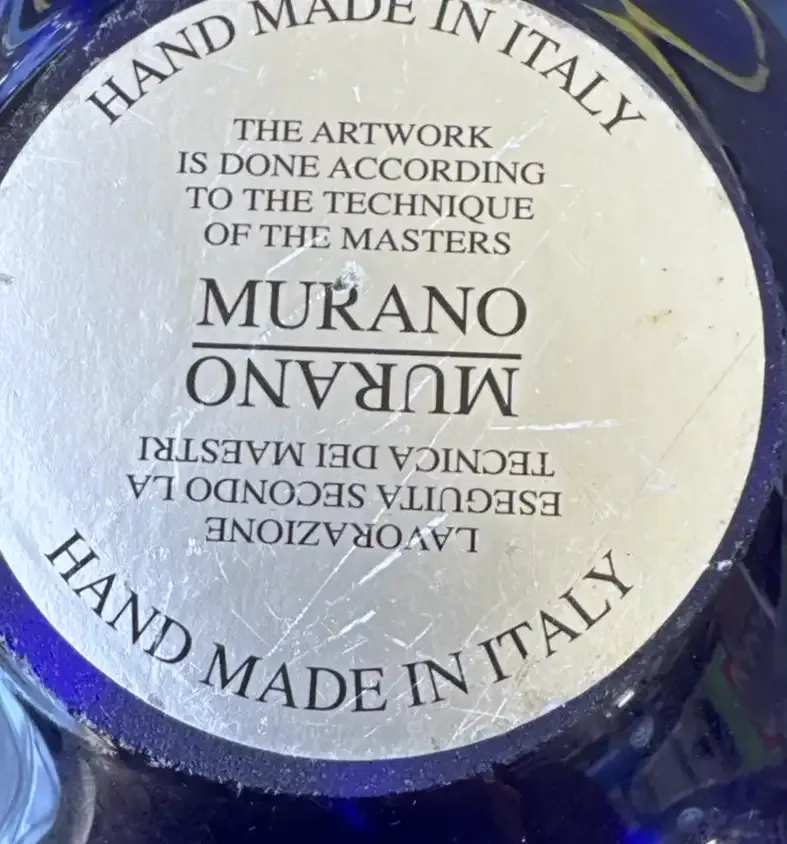 HAND MADE IN ITALY
THE ARTWORK
IS DONE ACCORDING
TO THE TECHNIQUE
OF THE MASTERS
MURANO
MURANO
LAVORAZIONE
ESEGUITA SECONDO LA
TECNICA DEI MAESTRI
HAND MADE IN ITALY